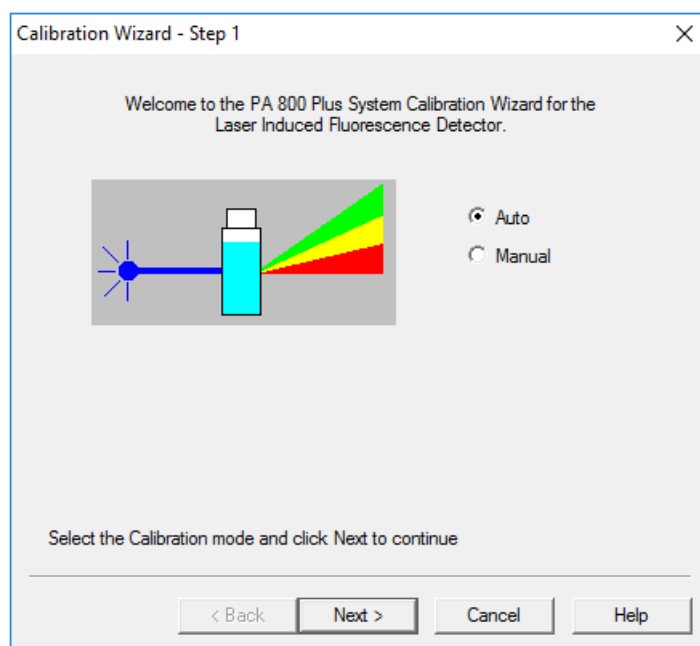 Calibration Wizard - Step 1
Welcome to the PA 800 Plus System Calibration Wizard for the
Laser Induced Fluorescence Detector.
Auto
Manual
Select the Calibration mode and click Next to continue
< Back
Next >
Cancel
Help